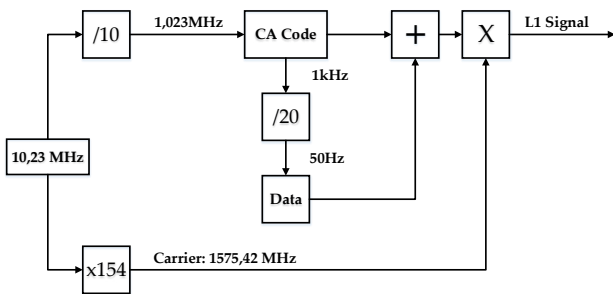 /10
1,023MHz
CA Code
+
X
L1 Signal
1kHz
/20
10,23 MHz
50Hz
Data
x154
Carrier: 1575,42 MHz